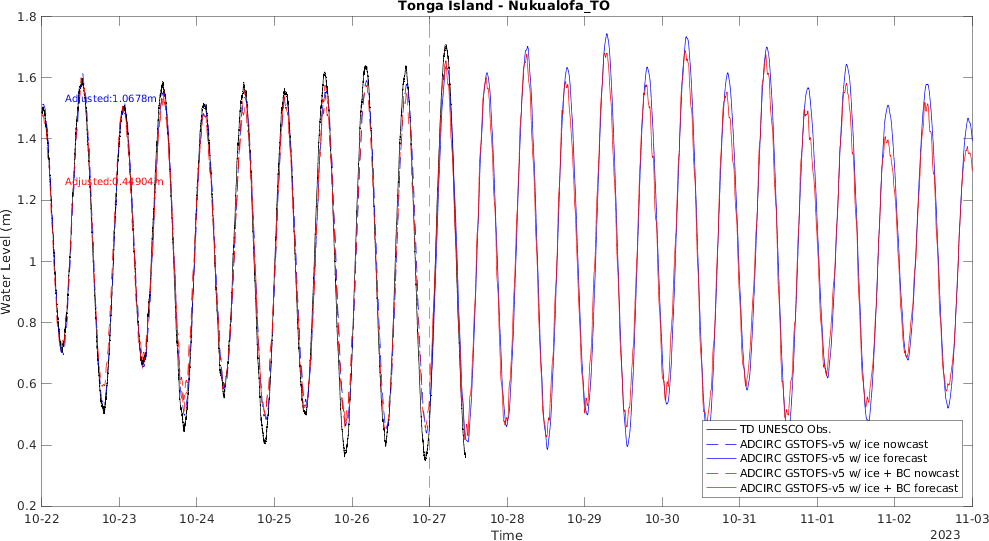 Tonga Island - Nukualofa_TO
1.8
1.6
1.4
1.2
1
0.8
0.6
0.4
0.2
Water Level (m)
Adjusted:1.0678m
Adjusted:0.44904m
TD UNESCO Obs.
ADCIRC GSTOFS-v5 w/ ice nowcast
ADCIRC GSTOFS-v5 w/ ice forecast
ADCIRC GSTOFS-v5 w/ ice + BC nowcast
ADCIRC GSTOFS-v5 w/ ice + BC forecast
10-22 10-23 10-24 10-25 10-26 10-27 10-28 10-29 10-30 10-31 11-01 11-02 11-03
Time
2023